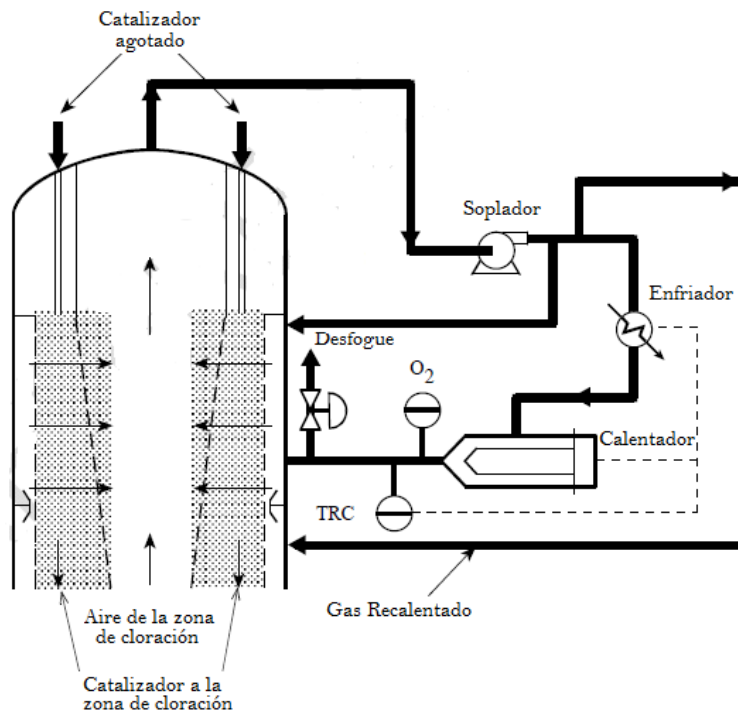 Catalizador
agotado
Soplador
Enfriador
Desfogue
O2
Calentador
TRC
Gas Recalentado
Aire de la zona
de cloración
Catalizador a la
zona de cloración